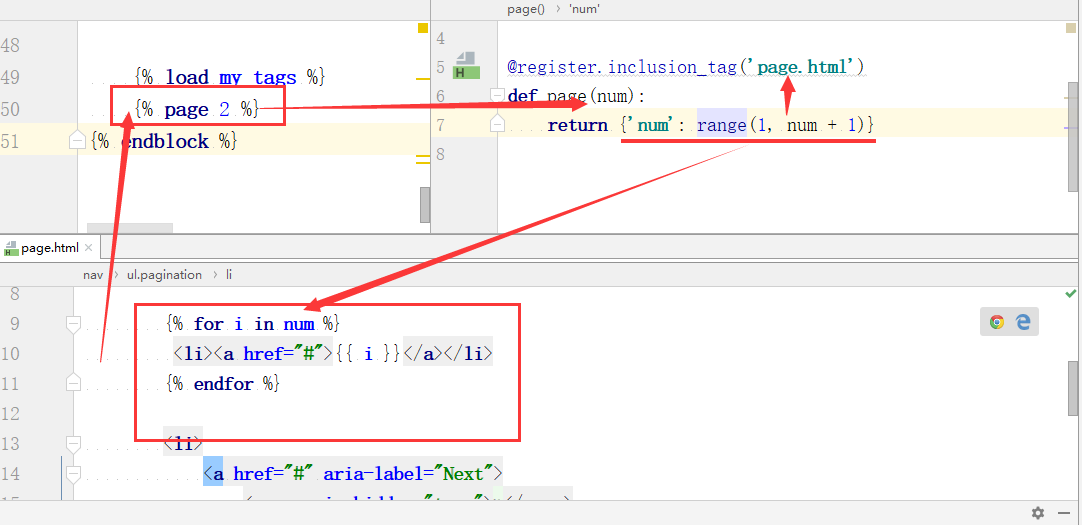 48
49 {% load my_tags %}
50 {% page 2 %}
51 {% endblock %}
page() › 'num'
4
5 @register.inclusion_tag('page.html')
6 def page(num):
7 return {'num': range(1, num + 1)}
8
page.html
nav › ul.pagination › li
8
9 {% for i in num %}
10 <li><a href="#">{{ i }}</a></li>
11 {% endfor %}
12
13 <li>
14 <a href="#" aria-label="Next">